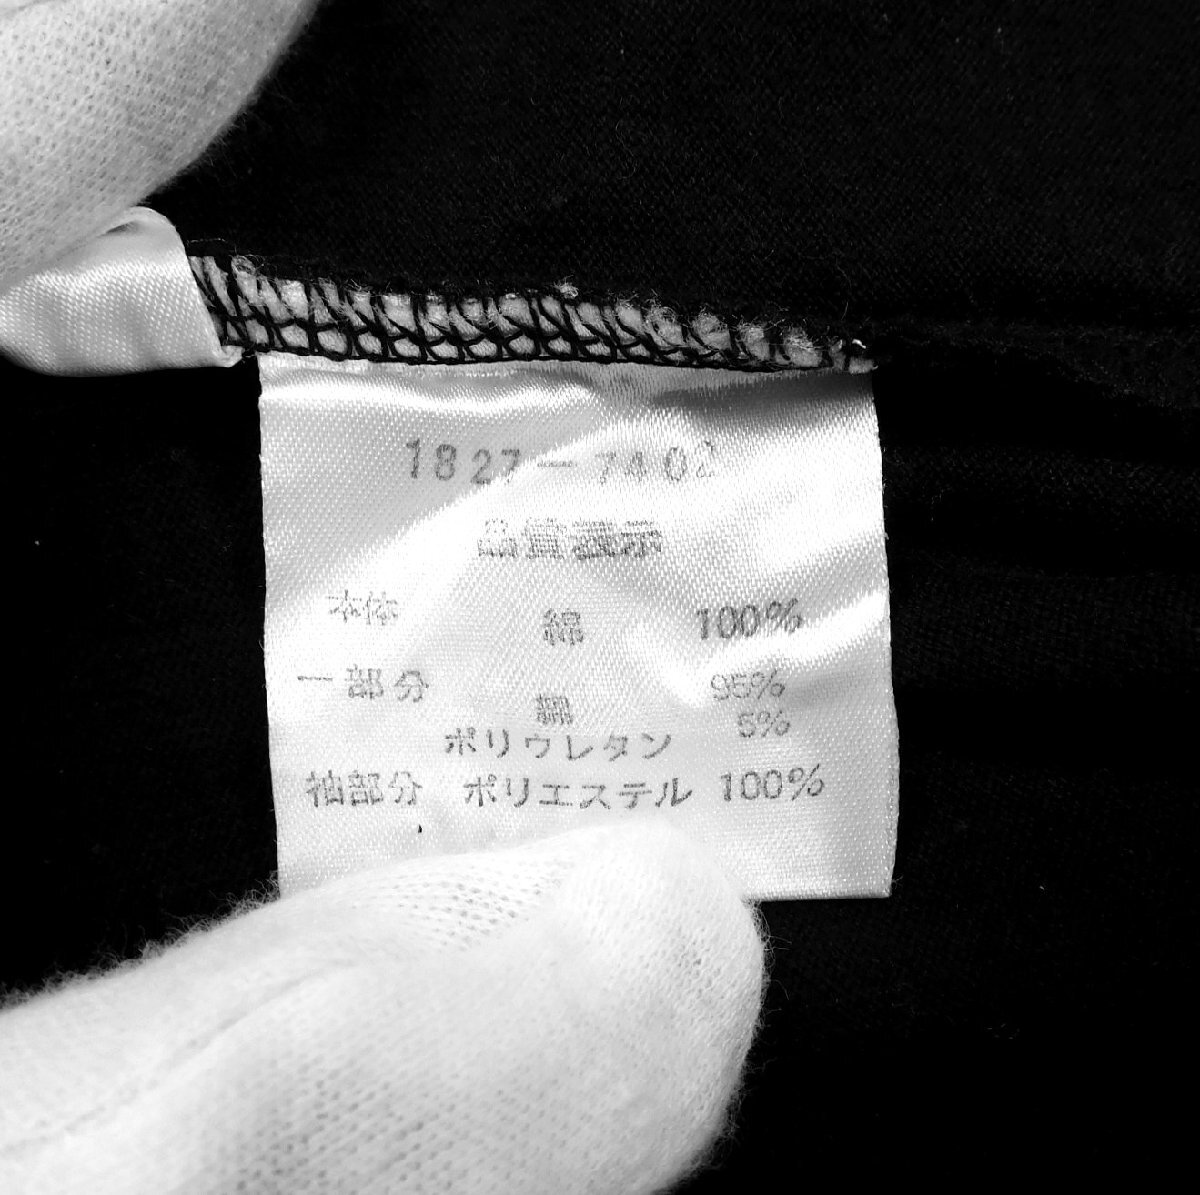 1827-7402
品質表示
本体 綿 100%
一部分 綿 95%
ポリウレタン 5%
袖部分 ポリエステル 100%